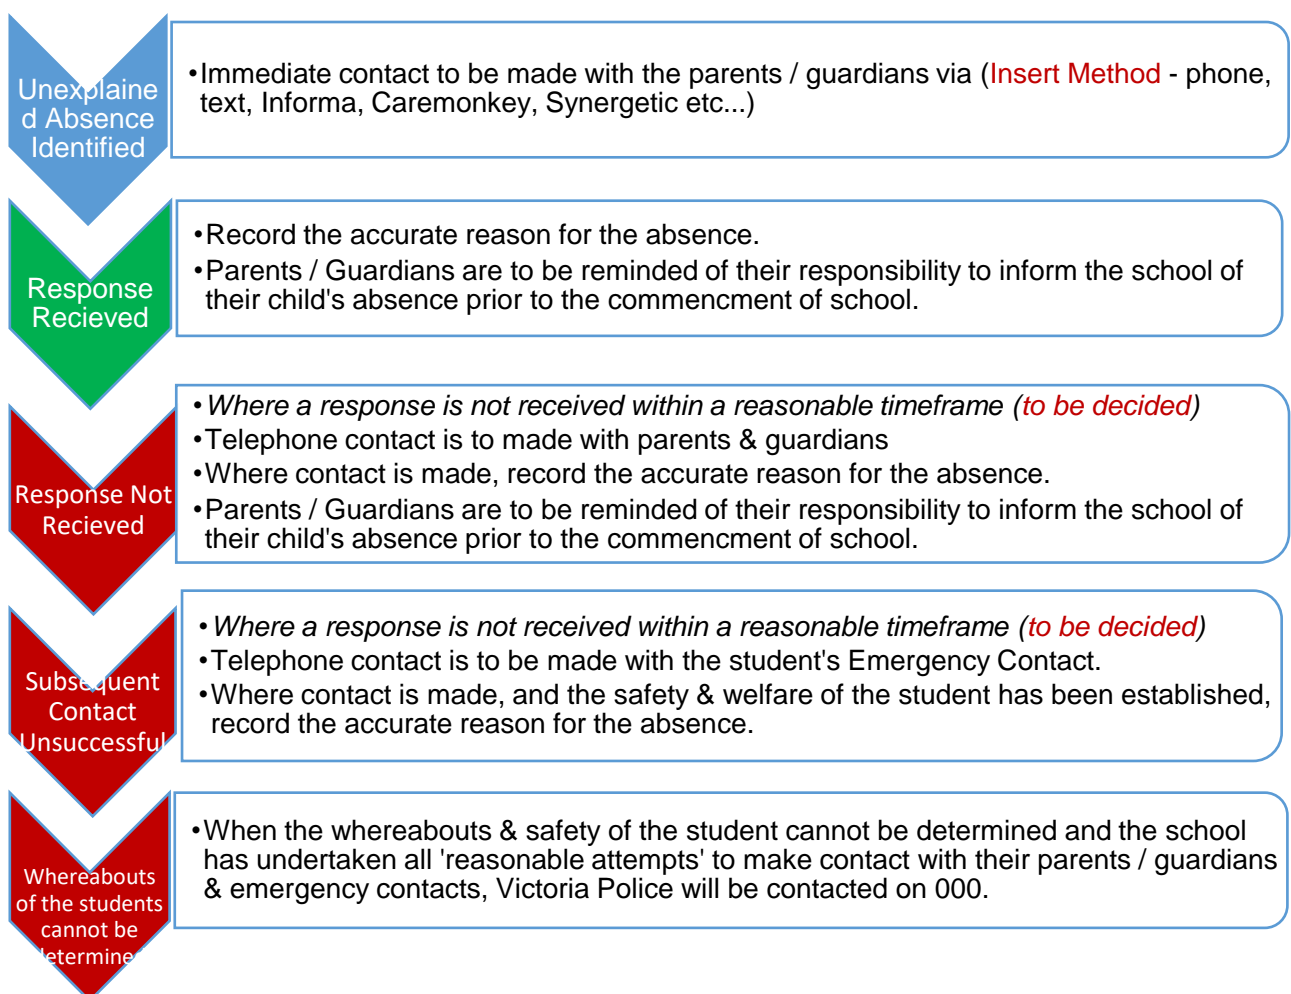 Unexplaine
d Absence
Identified
•Immediate contact to be made with the parents / guardians via (Insert Method - phone,
text, Informa, Caremonkey, Synergetic etc...)
Response
Recieved
•Record the accurate reason for the absence.
•Parents / Guardians are to be reminded of their responsibility to inform the school of
their child's absence prior to the commencment of school.
Response Not
Recieved
•Where a response is not received within a reasonable timeframe (to be decided)
•Telephone contact is to made with parents & guardians
•Where contact is made, record the accurate reason for the absence.
•Parents / Guardians are to be reminded of their responsibility to inform the school of
their child's absence prior to the commencment of school.
Subsequent
Contact
Unsuccessful
•Where a response is not received within a reasonable timeframe (to be decided)
•Telephone contact is to be made with the student's Emergency Contact.
•Where contact is made, and the safety & welfare of the student has been established,
record the accurate reason for the absence.
Whereabouts
of the students
cannot be
determined
•When the whereabouts & safety of the student cannot be determined and the school
has undertaken all 'reasonable attempts' to make contact with their parents / guardians
& emergency contacts, Victoria Police will be contacted on 000.